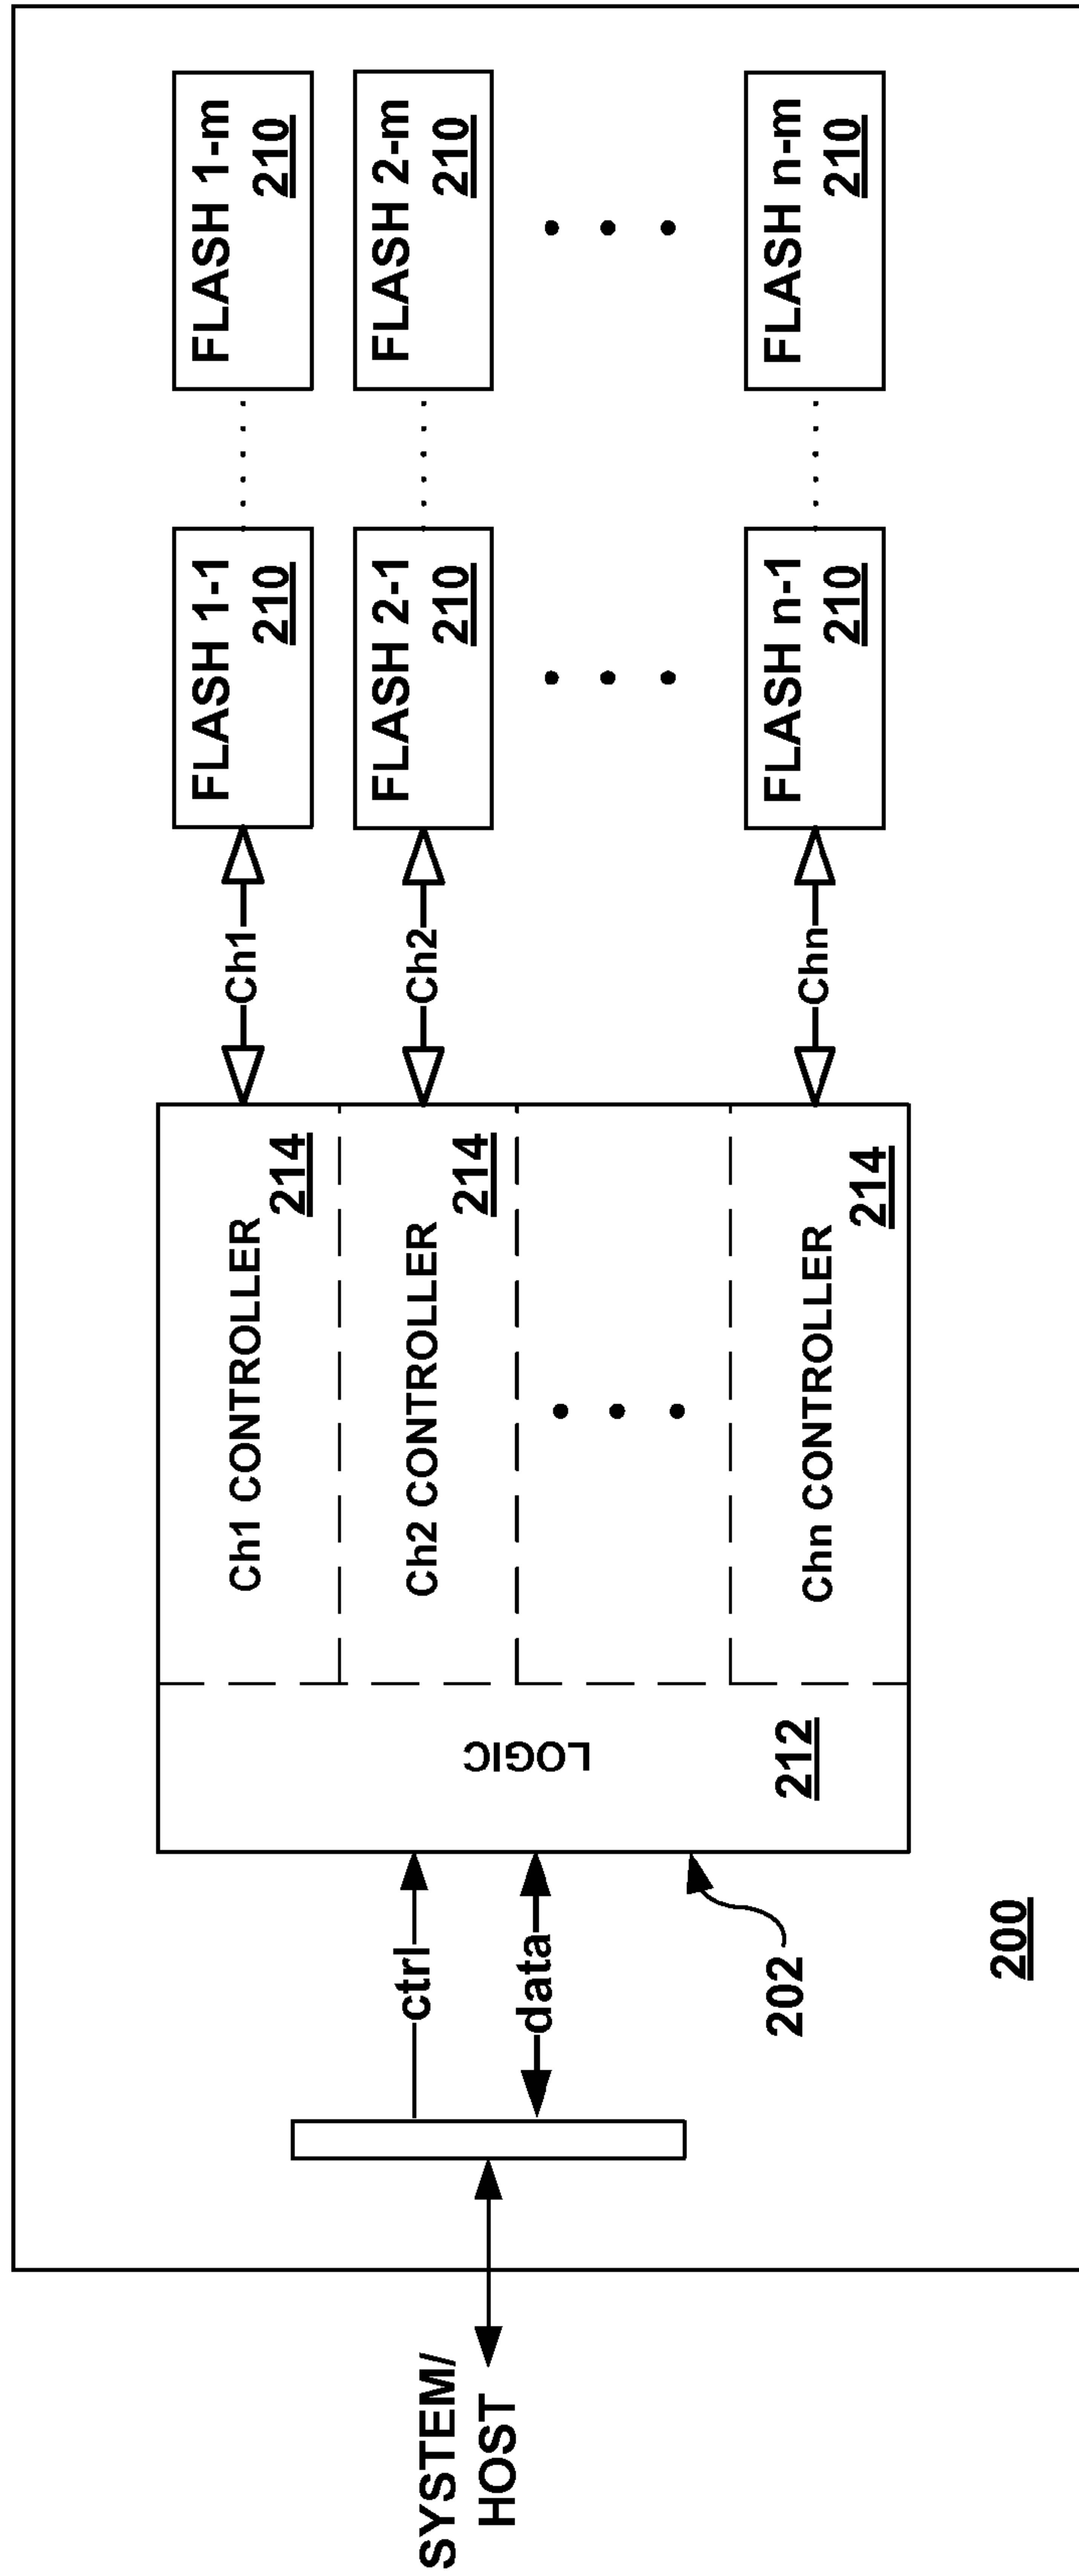 SYSTEM/
HOST
ctrl
data
202
200
LOGIC
212
Ch1 CONTROLLER
214
Ch2 CONTROLLER
214
Chn CONTROLLER
214
Ch1
Ch2
Chn
FLASH 1-1
210
FLASH 2-1
210
FLASH n-1
210
FLASH 1-m
210
FLASH 2-m
210
FLASH n-m
210